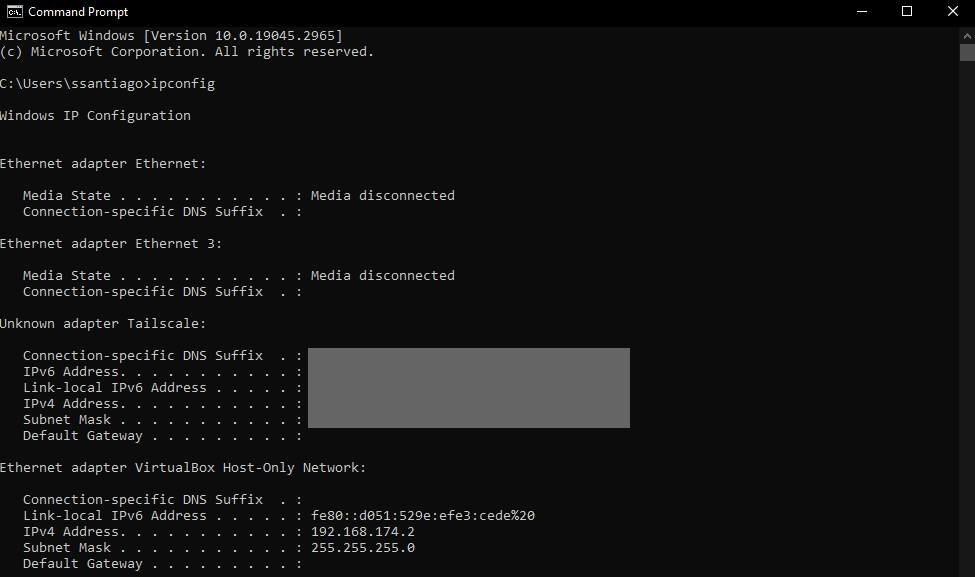 Command Prompt
Microsoft Windows [Version 10.0.19045.2965]
(c) Microsoft Corporation. All rights reserved.
C:\Users\ssantiago>ipconfig
Windows IP Configuration
Ethernet adapter Ethernet:
Media State . . . . . . . . . . . : Media disconnected
Connection-specific DNS Suffix  . :
Ethernet adapter Ethernet 3:
Media State . . . . . . . . . . . : Media disconnected
Connection-specific DNS Suffix  . :
Unknown adapter Tailscale:
Connection-specific DNS Suffix  . :
IPv6 Address. . . . . . . . . . . :
Link-local IPv6 Address . . . . . :
IPv4 Address. . . . . . . . . . . :
Subnet Mask . . . . . . . . . . . :
Default Gateway . . . . . . . . . :
Ethernet adapter VirtualBox Host-Only Network:
Connection-specific DNS Suffix  . :
Link-local IPv6 Address . . . . . : fe80::d051:529e:efe3:cede%20
IPv4 Address. . . . . . . . . . . : 192.168.174.2
Subnet Mask . . . . . . . . . . . : 255.255.255.0
Default Gateway . . . . . . . . . :